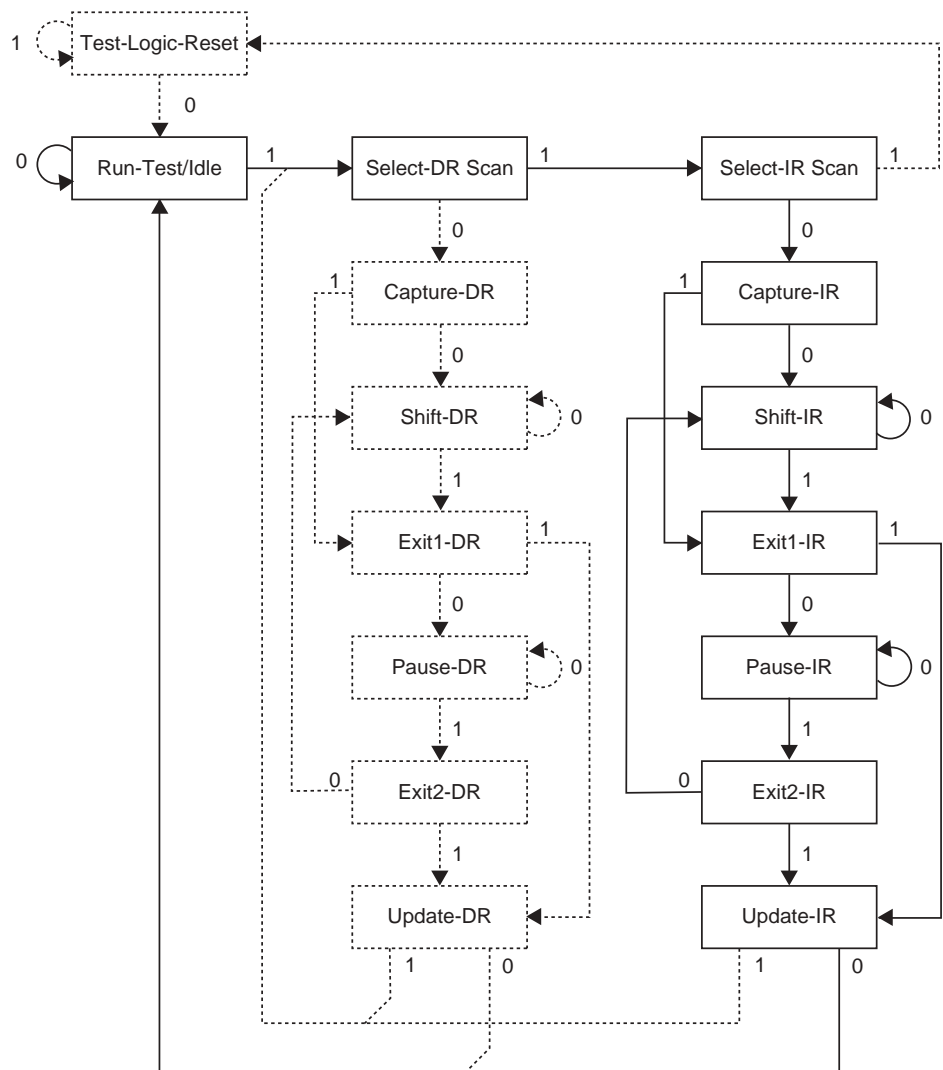 1
Test-Logic-Reset
0
0
Run-Test/Idle
1
Select-DR Scan
1
Select-IR Scan
1
0
0
1
Capture-DR
1
Capture-IR
0
0
Shift-DR
0
Shift-IR
0
1
1
Exit1-DR
1
Exit1-IR
1
0
0
Pause-DR
0
Pause-IR
0
1
1
0
Exit2-DR
0
Exit2-IR
1
1
Update-DR
Update-IR
1
0
1
0